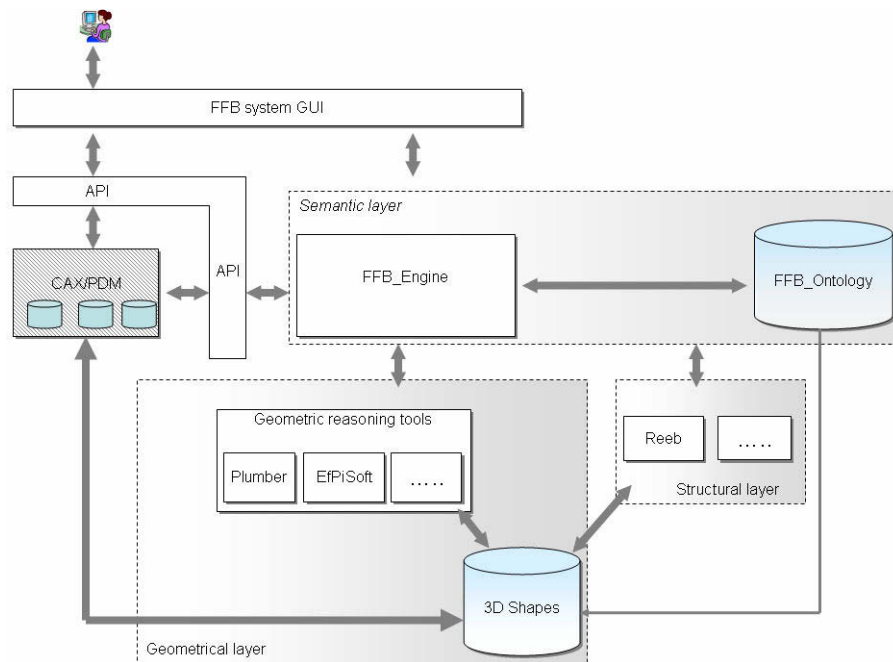 FFB system GUI
API
Semantic layer
CAX/PDM
API
FFB_Engine
FFB_Ontology
Geometric reasoning tools
Plumber
EfPiSoft
.....
Reeb
.....
Structural layer
3D Shapes
Geometrical layer